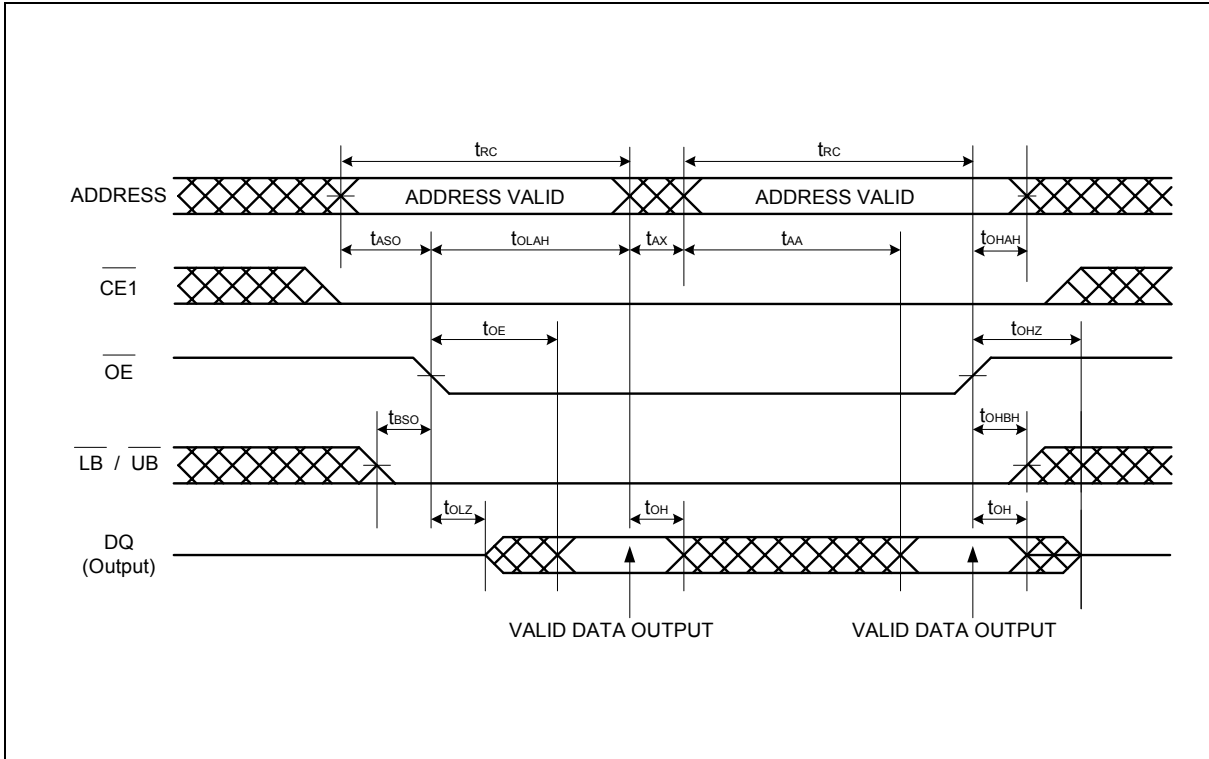 tRC tRC
ADDRESS ADDRESS VALID ADDRESS VALID
tASO tOLAH tAX tAA tOHAH
CE1
tOE tOHZ
OE
tBSO tOHBH
LB / UB
tOLZ tOH tOH
DQ
(Output)
VALID DATA OUTPUT VALID DATA OUTPUT